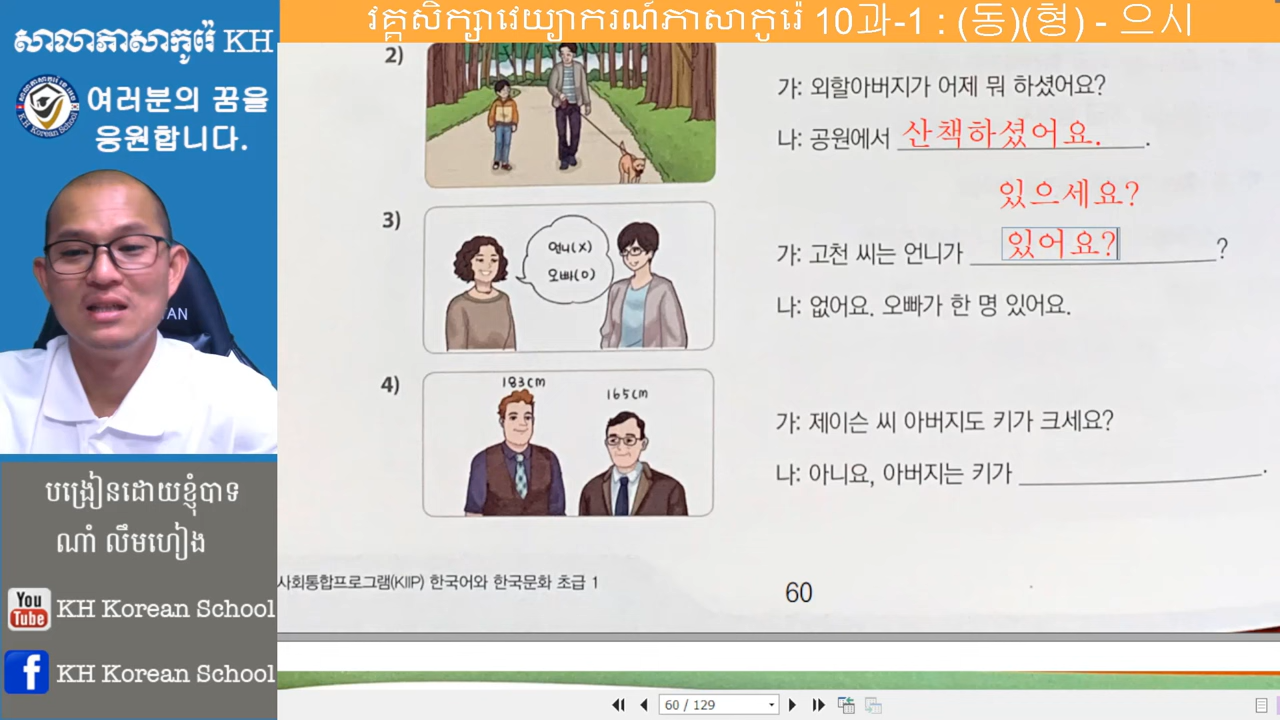 វគ្គសិក្សាវេយ្យាករណ៍ភាសាកូរ៉េ 10과-1 : (동)(형) - 으시
សាលាភាសាកូរ៉េ KH
여러분의 꿈을
응원합니다.
បង្រៀនដោយខ្ញុំបាទ
ណាំ លឹមហៀង
You
Tube
KH Korean School
KH Korean School
2)
가: 외할아버지가 어제 뭐 하셨어요?
나: 공원에서 산책하셨어요. .
3)
언니(X)
오빠(O)
있으세요?
가: 고천 씨는 언니가 있어요? ?
나: 없어요. 오빠가 한 명 있어요.
4)
183cm
165cm
가: 제이슨 씨 아버지도 키가 크세요?
나: 아니요, 아버지는 키가 .
사회통합프로그램(KIIP) 한국어와 한국문화 초급 1
60
60 / 129